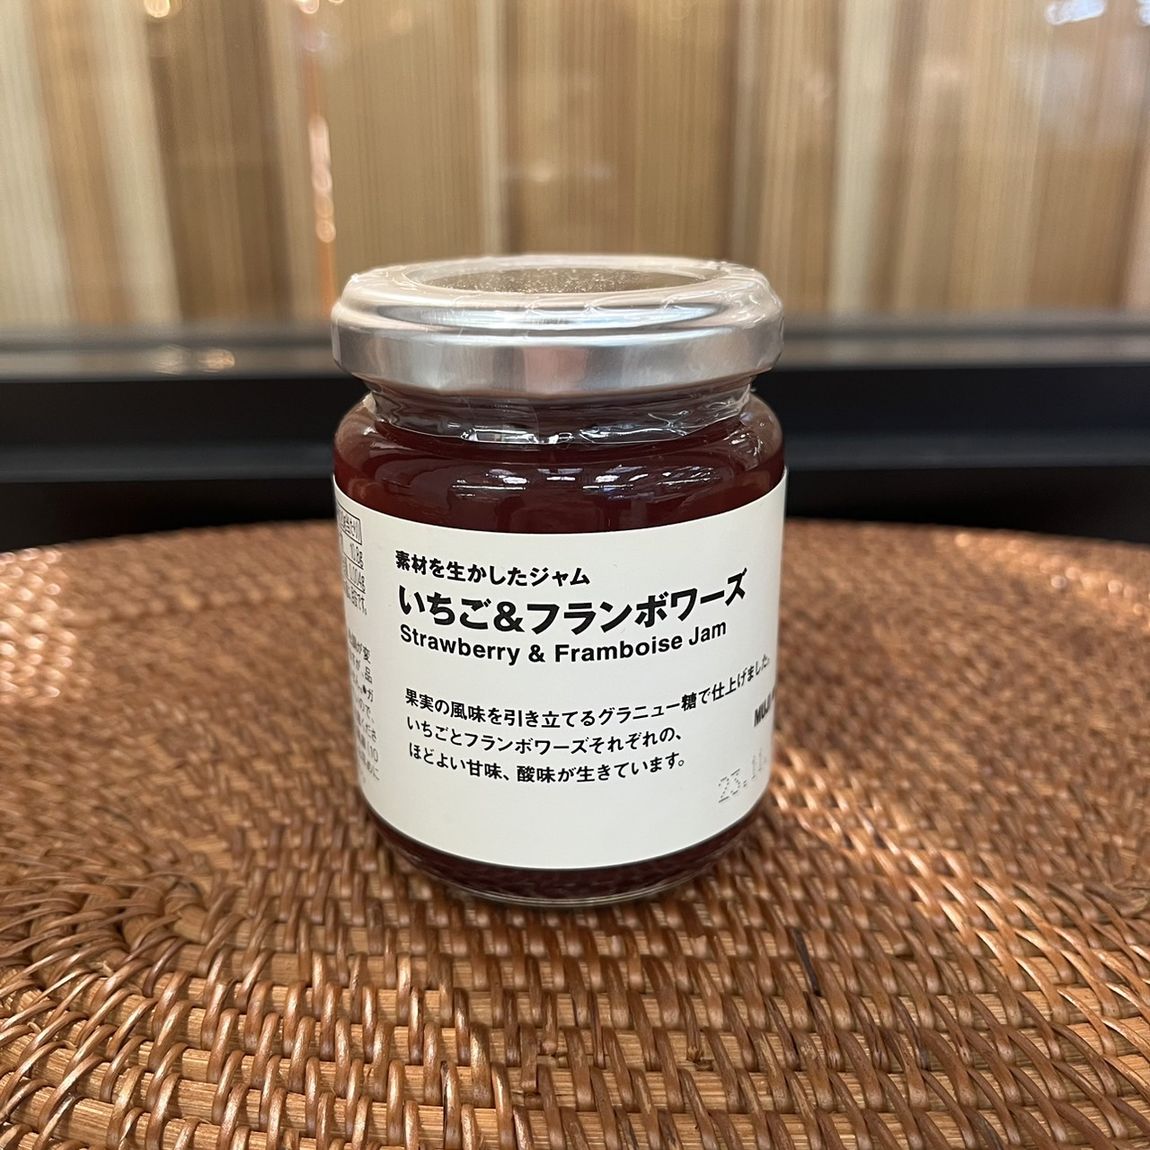 素材を生かしたジャム
いちご&フランボワーズ
Strawberry & Framboise Jam
果実の風味を引き立てるグラニュー糖で仕上げました。
いちごとフランボワーズそれぞれの、
ほどよい甘味、酸味が生きています。
MUJI
23.11.